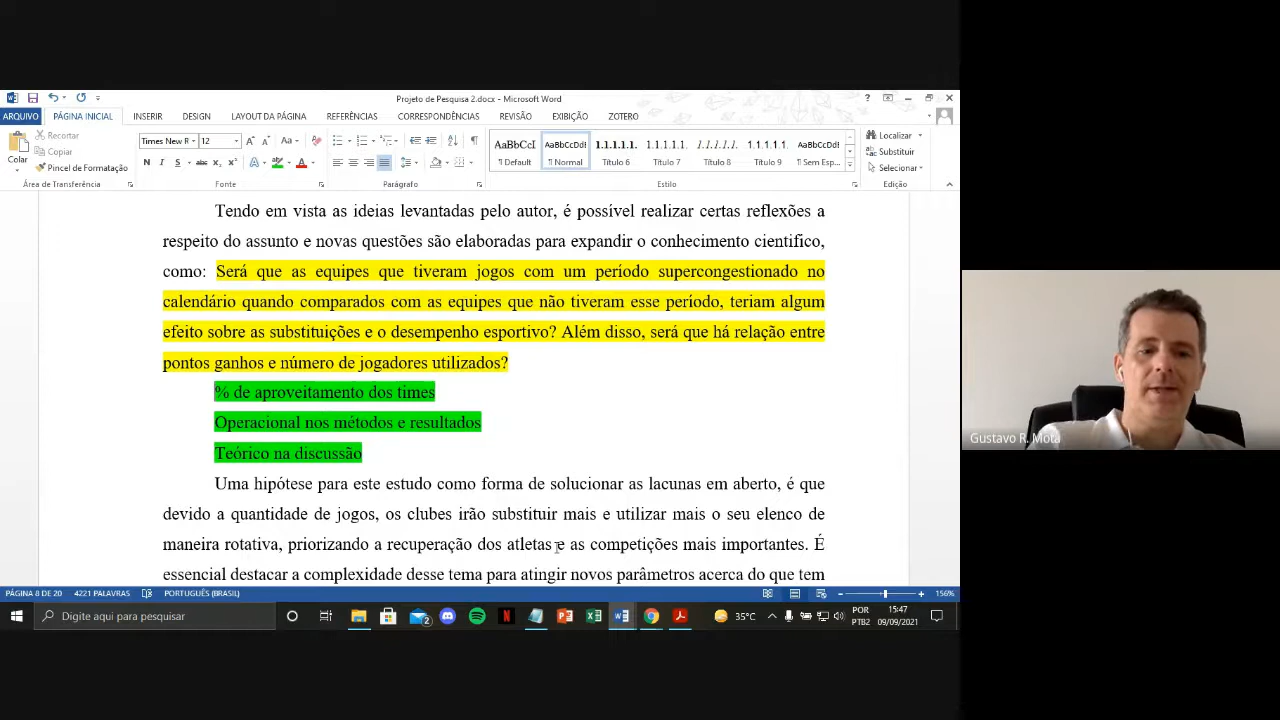 Projeto de Pesquisa 2.docx - Microsoft Word
?
ARQUIVO PÁGINA INICIAL INSERIR DESIGN LAYOUT DA PÁGINA REFERÊNCIAS CORRESPONDÊNCIAS REVISÃO EXIBIÇÃO ZOTERO
Colar
Recortar
Copiar
Pincel de Formatação
Área de Transferência
Times New R 12
N I S abc x₂ x²
Fonte
Parágrafo
AaBbCcI AaBbCcDdE 1.1.1.1.1. 1.1.1.1.1. 1.1.1.1.1. 1.1.1.1.1. AaBbCcDdE
¶ Default ¶ Normal Título 6 Título 7 Título 8 Título 9 ¶ Sem Esp...
Estilo
Localizar
Substituir
Selecionar
Edição
Tendo em vista as ideias levantadas pelo autor, é possível realizar certas reflexões a
respeito do assunto e novas questões são elaboradas para expandir o conhecimento cientifico,
como: Será que as equipes que tiveram jogos com um período supercongestionado no
calendário quando comparados com as equipes que não tiveram esse período, teriam algum
efeito sobre as substituições e o desempenho esportivo? Além disso, será que há relação entre
pontos ganhos e número de jogadores utilizados?
% de aproveitamento dos times
Operacional nos métodos e resultados
Teórico na discussão
Uma hipótese para este estudo como forma de solucionar as lacunas em aberto, é que
devido a quantidade de jogos, os clubes irão substituir mais e utilizar mais o seu elenco de
maneira rotativa, priorizando a recuperação dos atletas e as competições mais importantes. É
essencial destacar a complexidade desse tema para atingir novos parâmetros acerca do que tem
Gustavo R. Mota
PÁGINA 8 DE 20 4221 PALAVRAS PORTUGUÊS (BRASIL) 156%
Digite aqui para pesquisar
2
35°C
POR
PTB2
15:47
09/09/2021